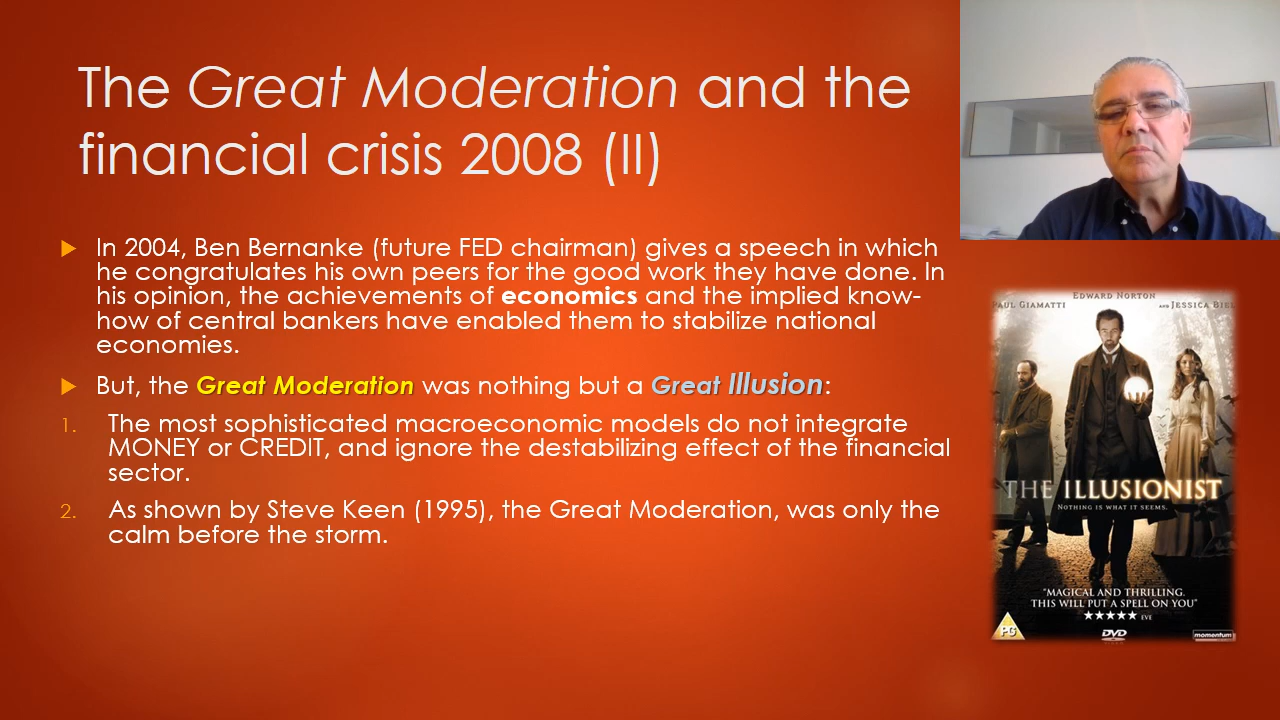 The Great Moderation and the
financial crisis 2008 (II)
In 2004, Ben Bernanke (future FED chairman) gives a speech in which
he congratulates his own peers for the good work they have done. In
his opinion, the achievements of economics and the implied know-
how of central bankers have enabled them to stabilize national
economies.
But, the Great Moderation was nothing but a Great Illusion:
1. The most sophisticated macroeconomic models do not integrate
MONEY or CREDIT, and ignore the destabilizing effect of the financial
sector.
2. As shown by Steve Keen (1995), the Great Moderation, was only the
calm before the storm.
EDWARD NORTON
PAUL GIAMATTI AND JESSICA BIEL
THE ILLUSIONIST
NOTHING IS WHAT IT SEEMS.
"MAGICAL AND THRILLING.
THIS WILL PUT A SPELL ON YOU"
★★★★★ EVE
PG
DVD
momentum